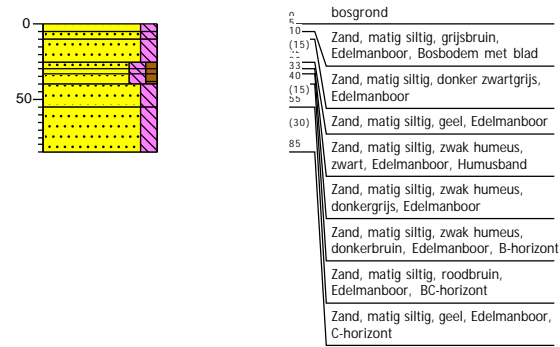 0
50
0
5
10
(15)
33
40
(15)
55
(30)
85
bosgrond
Zand, matig siltig, grijsbruin,
Edelmanboor, Bosbodem met blad
Zand, matig siltig, donker zwartgrijs,
Edelmanboor
Zand, matig siltig, geel, Edelmanboor
Zand, matig siltig, zwak humeus,
zwart, Edelmanboor, Humusband
Zand, matig siltig, zwak humeus,
donkergrijs, Edelmanboor
Zand, matig siltig, zwak humeus,
donkerbruin, Edelmanboor, B-horizont
Zand, matig siltig, roodbruin,
Edelmanboor, BC-horizont
Zand, matig siltig, geel, Edelmanboor,
C-horizont